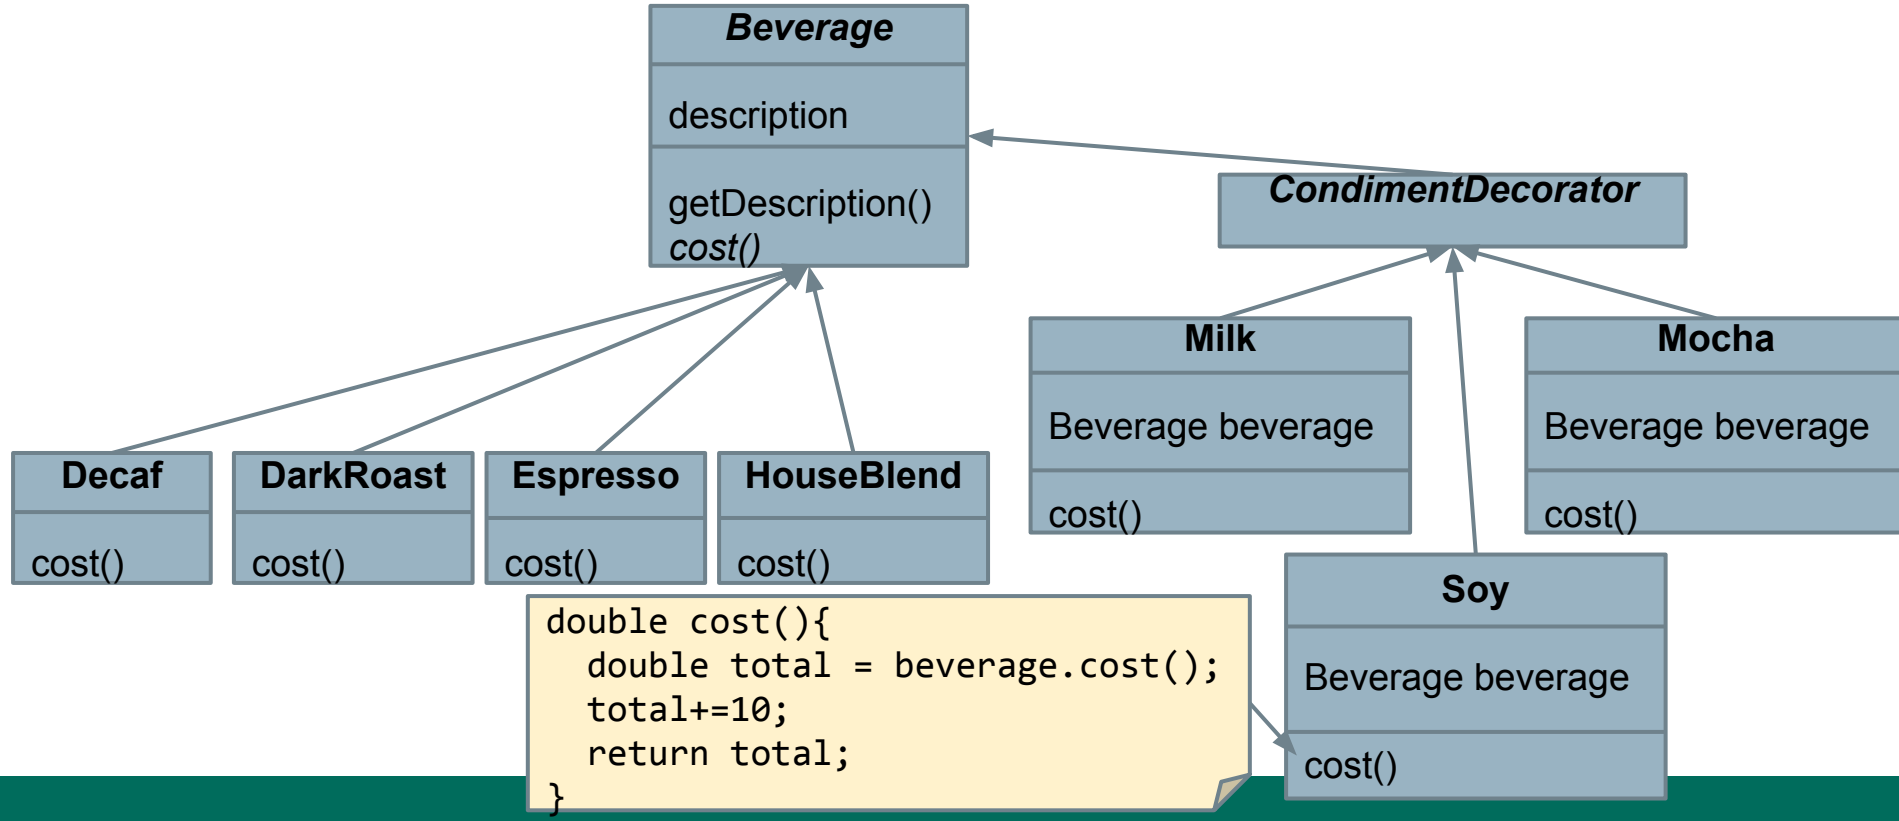 Beverage
description
getDescription()
cost()
CondimentDecorator
Milk
Beverage beverage
cost()
Mocha
Beverage beverage
cost()
Decaf
cost()
DarkRoast
cost()
Espresso
cost()
HouseBlend
cost()
Soy
Beverage beverage
cost()
double cost(){
  double total = beverage.cost();
  total+=10;
  return total;
}